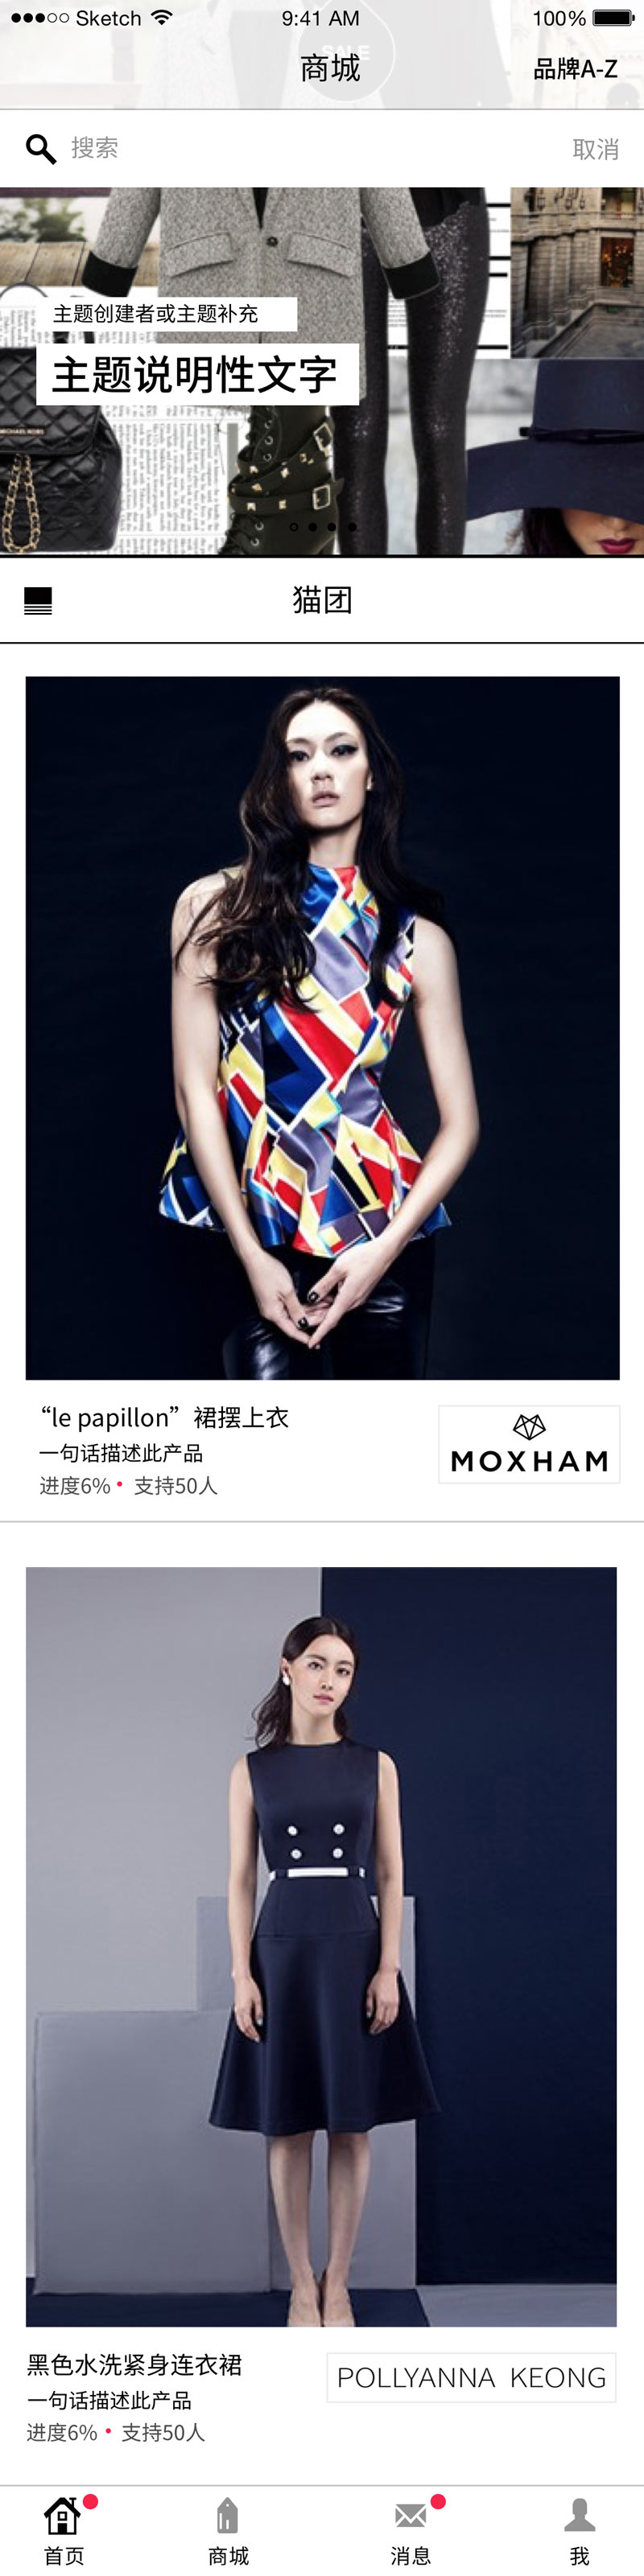 Sketch 9:41 AM 100%
SALE
商城 品牌A-Z
搜索 取消
主题创建者或主题补充
主题说明性文字
MICHAEL KORS
猫团
“le papillon”裙摆上衣
一句话描述此产品
进度6%• 支持50人
MOXHAM
黑色水洗紧身连衣裙
一句话描述此产品
进度6%• 支持50人
POLLYANNA KEONG
首页 商城 消息 我